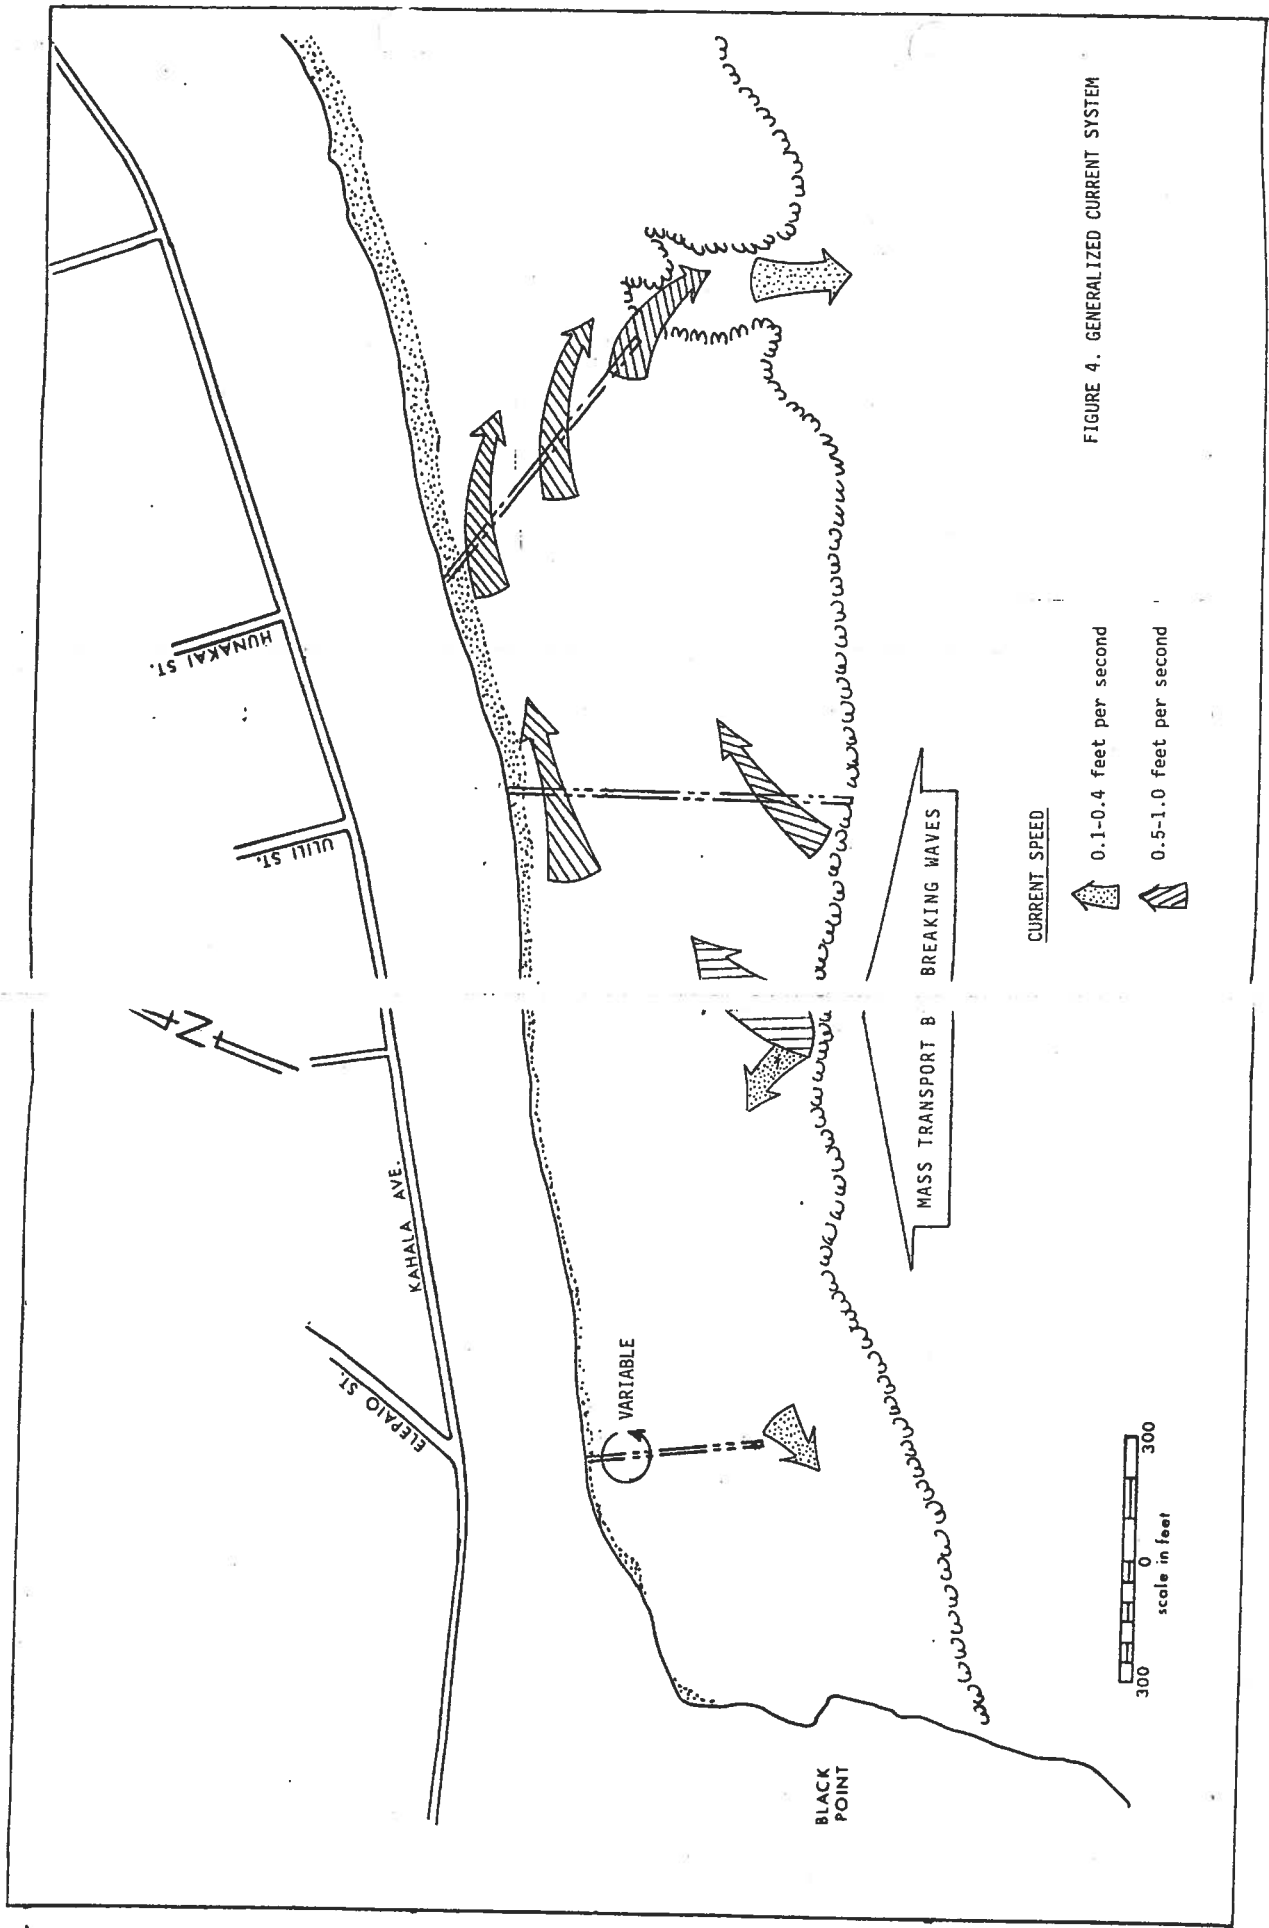 N
HUNAKAI ST.
ULILI ST.
KAHALA AVE.
ELEPAIO ST.
VARIABLE
MASS TRANSPORT B BREAKING WAVES
BLACK
POINT
300 0 300
scale in feet
CURRENT SPEED
0.1-0.4 feet per second
0.5-1.0 feet per second
FIGURE 4. GENERALIZED CURRENT SYSTEM